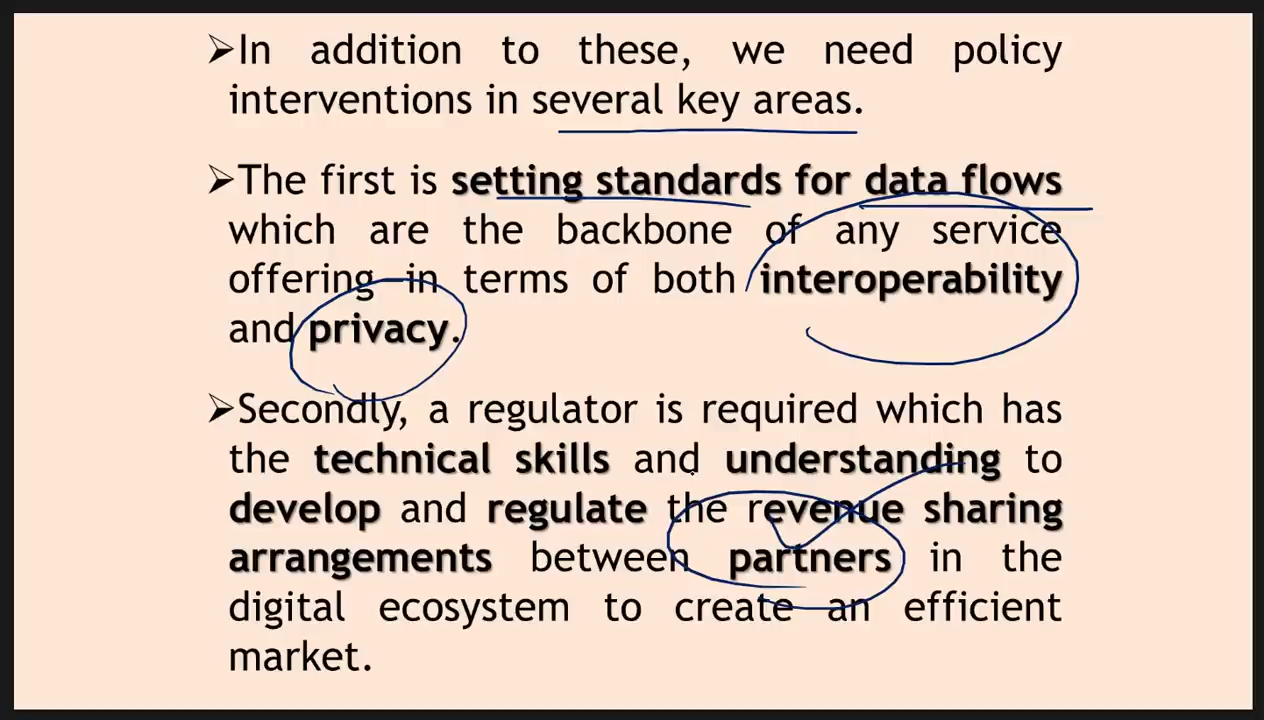 ➢In addition to these, we need policy
interventions in several key areas.
➢The first is setting standards for data flows
which are the backbone of any service
offering in terms of both interoperability
and privacy.
➢Secondly, a regulator is required which has
the technical skills and understanding to
develop and regulate the revenue sharing
arrangements between partners in the
digital ecosystem to create an efficient
market.